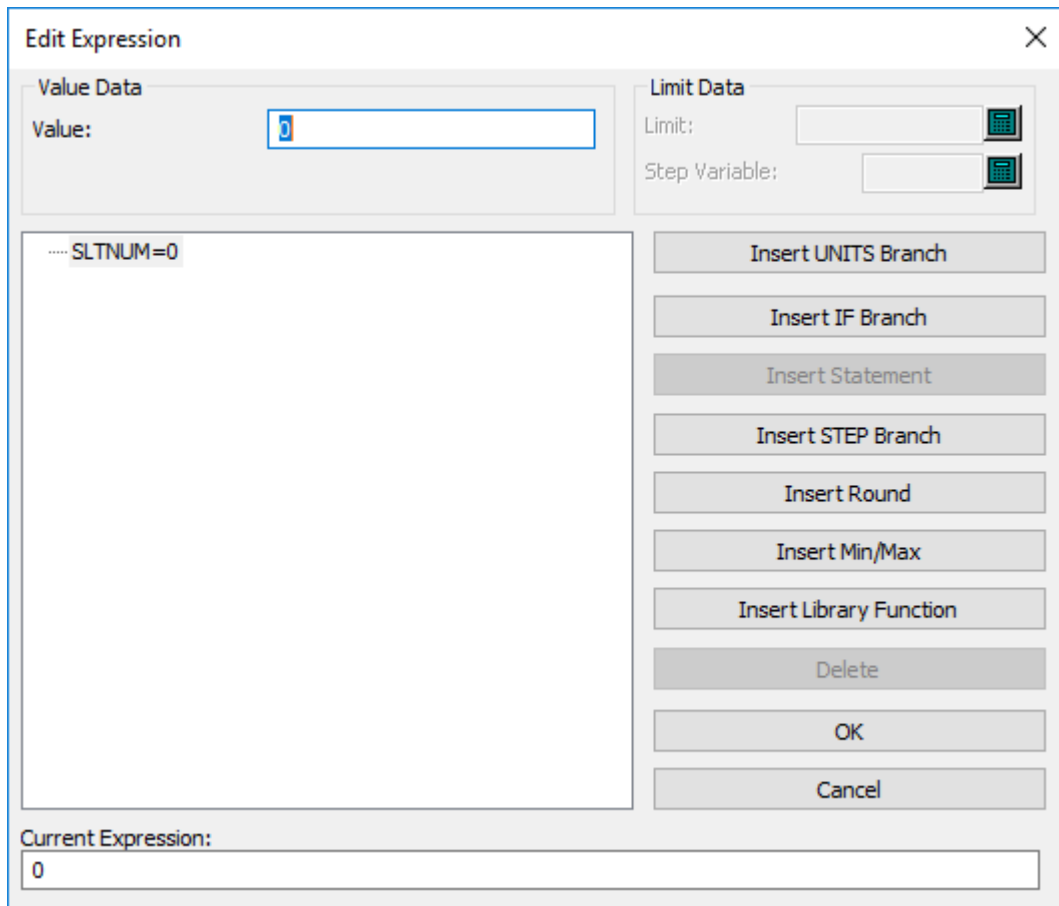 Edit Expression
Value Data
Value:
0
Limit Data
Limit:
Step Variable:
SLTNUM=0
Insert UNITS Branch
Insert IF Branch
Insert Statement
Insert STEP Branch
Insert Round
Insert Min/Max
Insert Library Function
Delete
OK
Cancel
Current Expression:
0